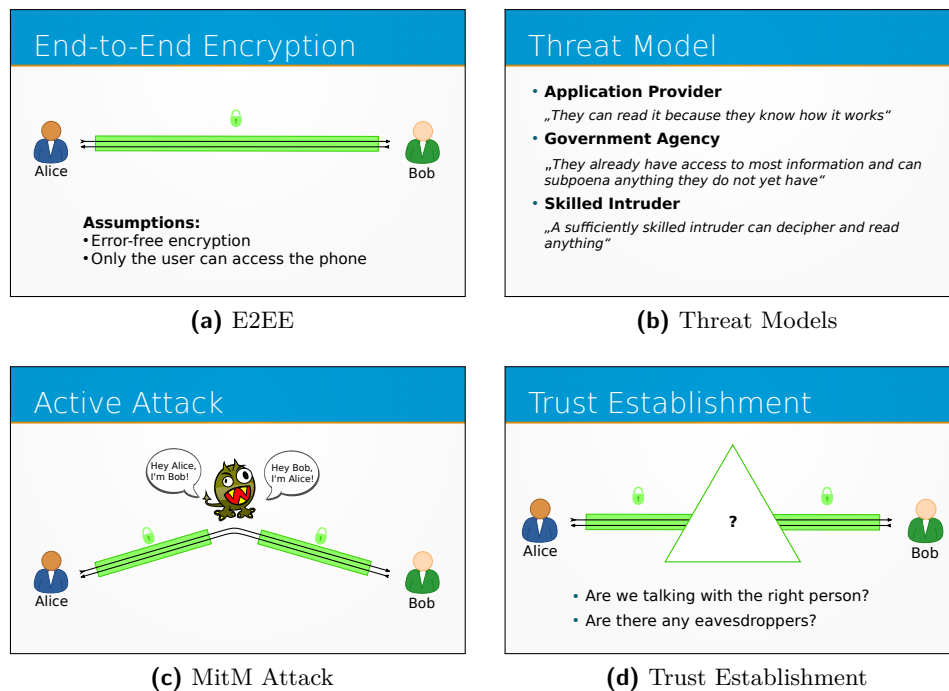 End-to-End Encryption
Alice
Bob
Assumptions:
• Error-free encryption
• Only the user can access the phone
(a) E2EE
Threat Model
• Application Provider
„They can read it because they know how it works“
• Government Agency
„They already have access to most information and can
subpoena anything they do not yet have“
• Skilled Intruder
„A sufficiently skilled intruder can decipher and read
anything“
(b) Threat Models
Active Attack
Hey Alice,
I'm Bob!
Hey Bob,
I'm Alice!
Alice
Bob
(c) MitM Attack
Trust Establishment
?
Alice
Bob
• Are we talking with the right person?
• Are there any eavesdroppers?
(d) Trust Establishment